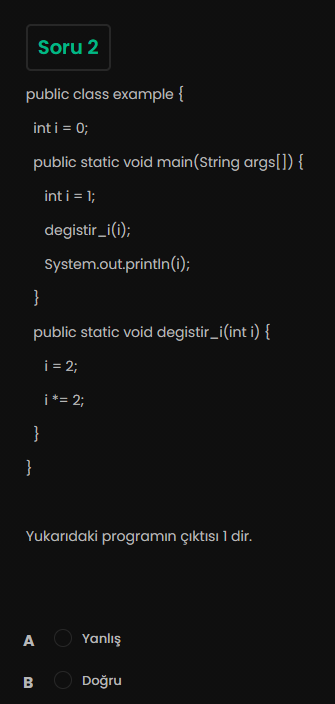 Soru 2
public class example {
int i = 0;
public static void main(String args[]) {
int i = 1;
degistir_i(i);
System.out.println(i);
}
public static void degistir_i(int i) {
i = 2;
i *= 2;
}
}
Yukarıdaki programın çıktısı 1 dir.
A Yanlış
B Doğru